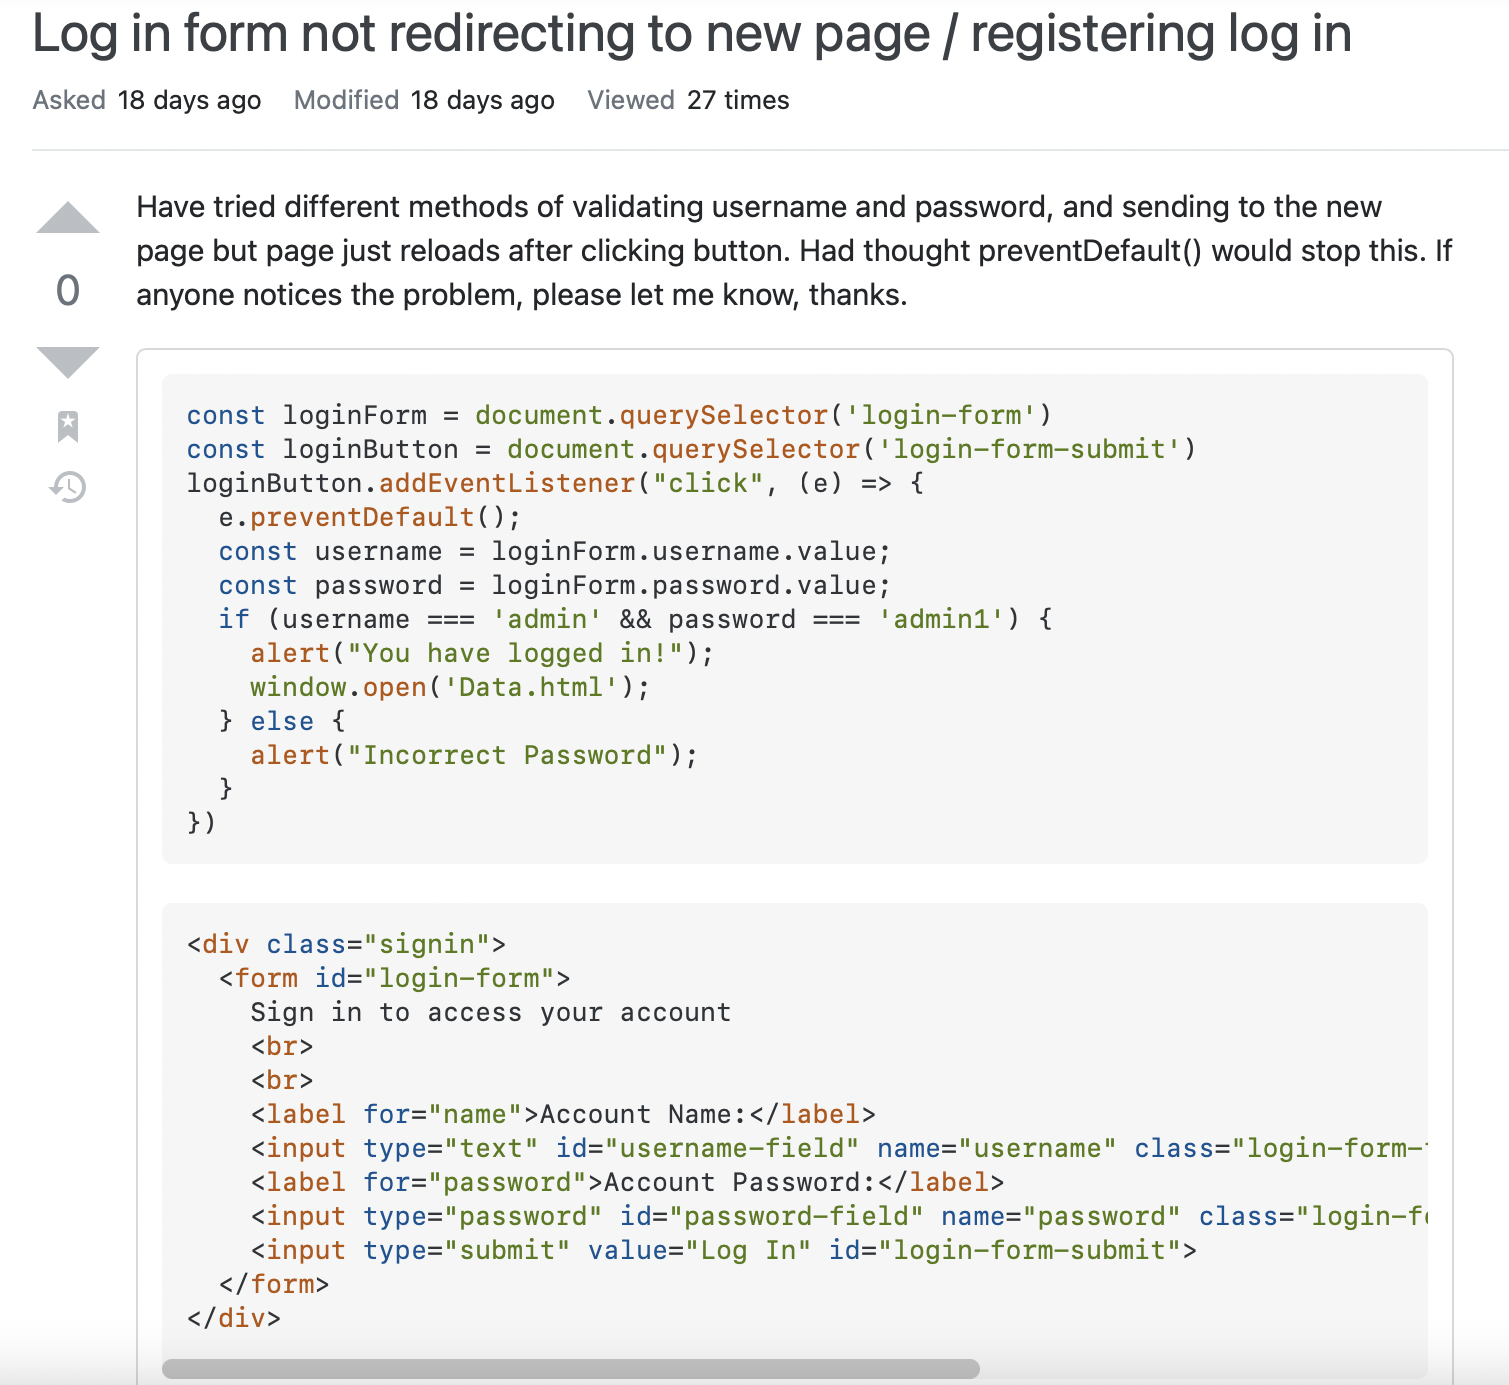 Log in form not redirecting to new page / registering log in
Asked 18 days ago Modified 18 days ago Viewed 27 times
Have tried different methods of validating username and password, and sending to the new
page but page just reloads after clicking button. Had thought preventDefault() would stop this. If
anyone notices the problem, please let me know, thanks.
0
const loginForm = document.querySelector('login-form')
const loginButton = document.querySelector('login-form-submit')
loginButton.addEventListener("click", (e) => {
  e.preventDefault();
  const username = loginForm.username.value;
  const password = loginForm.password.value;
  if (username === 'admin' && password === 'admin1') {
    alert("You have logged in!");
    window.open('Data.html');
  } else {
    alert("Incorrect Password");
  }
})
<div class="signin">
  <form id="login-form">
    Sign in to access your account
    <br>
    <br>
    <label for="name">Account Name:</label>
    <input type="text" id="username-field" name="username" class="login-form-
    <label for="password">Account Password:</label>
    <input type="password" id="password-field" name="password" class="login-f
    <input type="submit" value="Log In" id="login-form-submit">
  </form>
</div>